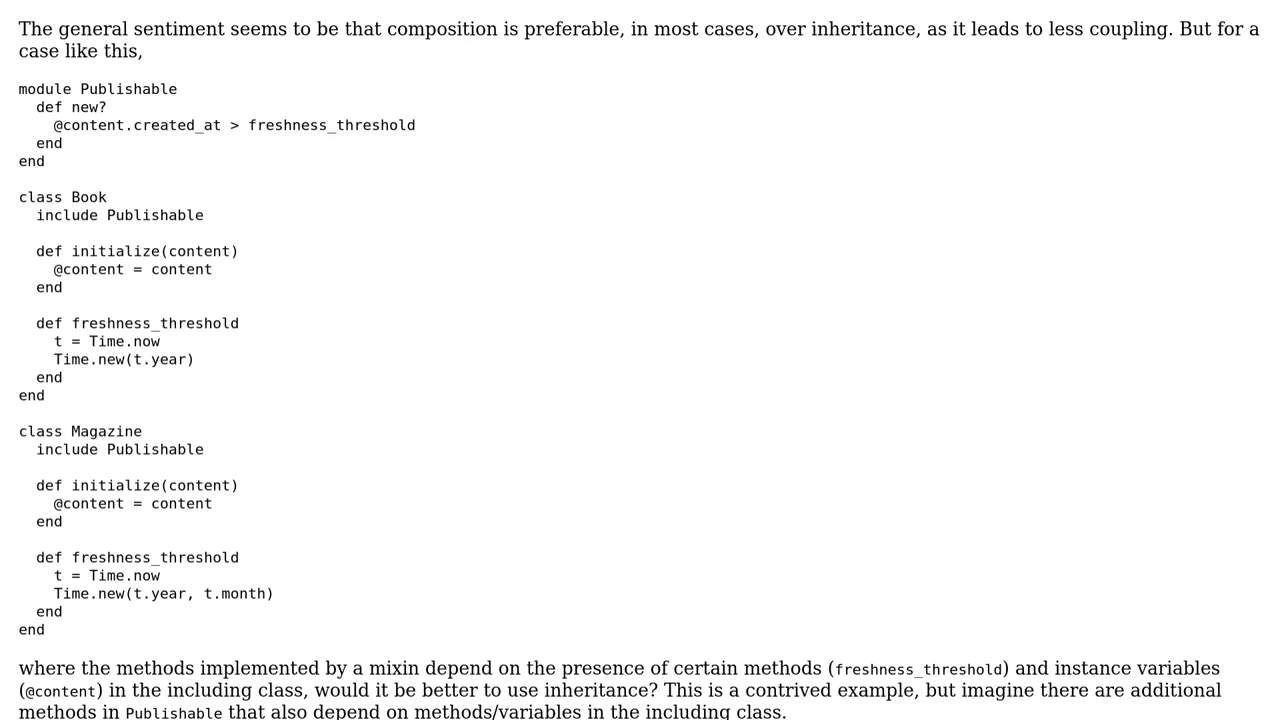 The general sentiment seems to be that composition is preferable, in most cases, over inheritance, as it leads to less coupling. But for a
case like this,
module Publishable
  def new?
    @content.created_at > freshness_threshold
  end
end
class Book
  include Publishable
  def initialize(content)
    @content = content
  end
  def freshness_threshold
    t = Time.now
    Time.new(t.year)
  end
end
class Magazine
  include Publishable
  def initialize(content)
    @content = content
  end
  def freshness_threshold
    t = Time.now
    Time.new(t.year, t.month)
  end
end
where the methods implemented by a mixin depend on the presence of certain methods (freshness_threshold) and instance variables
(@content) in the including class, would it be better to use inheritance? This is a contrived example, but imagine there are additional
methods in Publishable that also depend on methods/variables in the including class.